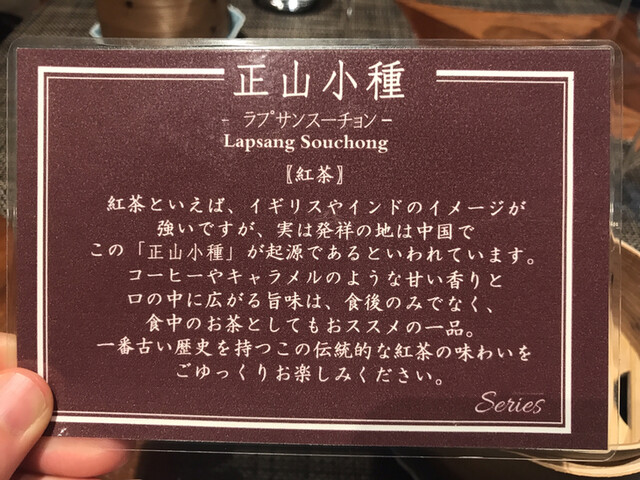 正山小種
- ラプサンスーチョン -
Lapsang Souchong
〖紅茶〗
紅茶といえば、イギリスやインドのイメージが
強いですが、実は発祥の地は中国で
この「正山小種」が起源であるといわれています。
コーヒーやキャラメルのような甘い香りと
口の中に広がる旨味は、食後のみでなく、
食中のお茶としてもおススメの一品。
一番古い歴史を持つこの伝統的な紅茶の味わいを
ごゆっくりお楽しみください。
Series